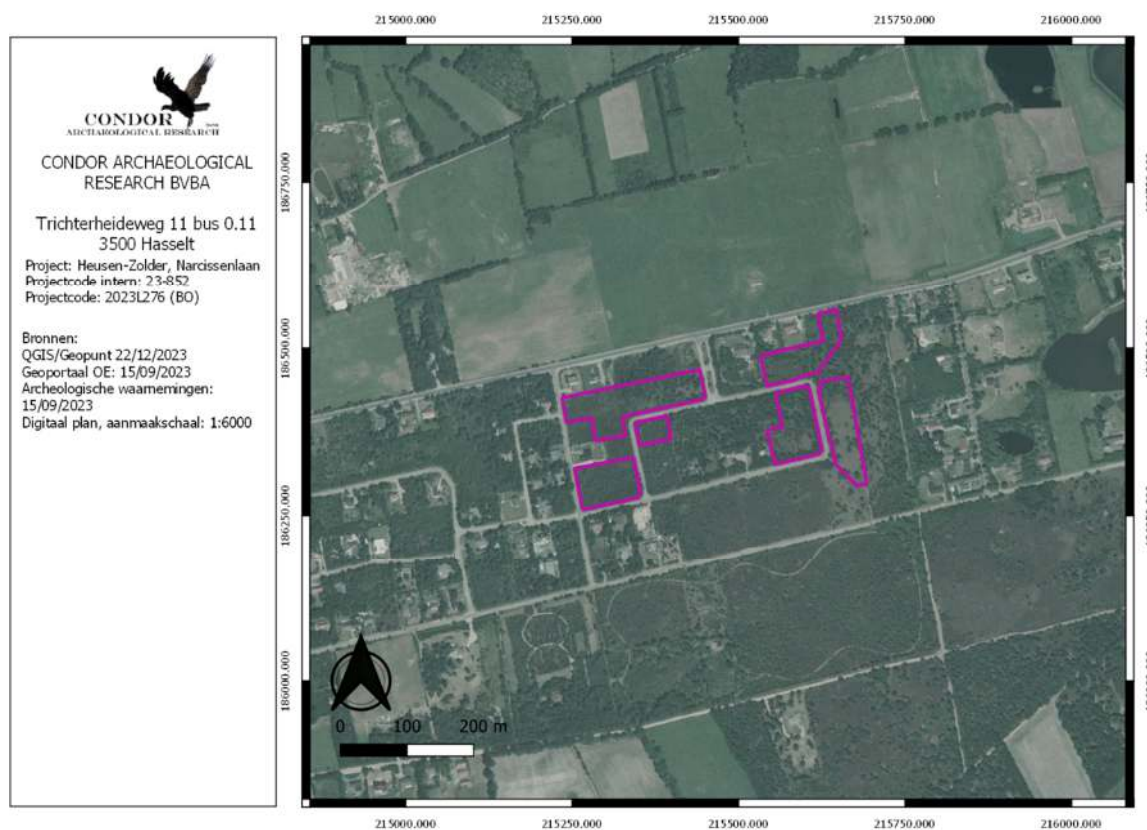 CONDOR
ARCHAEOLOGICAL RESEARCH
CONDOR ARCHAEOLOGICAL
RESEARCH BVBA
Trichterheideweg 11 bus 0.11
3500 Hasselt
Project: Heusen-Zolder, Narcissenlaan
Projectcode intern: 23-852
Projectcode: 2023L276 (BO)
Bronnen:
QGIS/Geopunt 22/12/2023
Geoportaal OE: 15/09/2023
Archeologische waarnemingen:
15/09/2023
Digitaal plan, aanmaakschaal: 1:6000
215000.000 215250.000 215500.000 215750.000 216000.000
186750.000
186500.000
186250.000
186000.000
0 100 200 m
215000.000 215250.000 215500.000 215750.000 216000.000